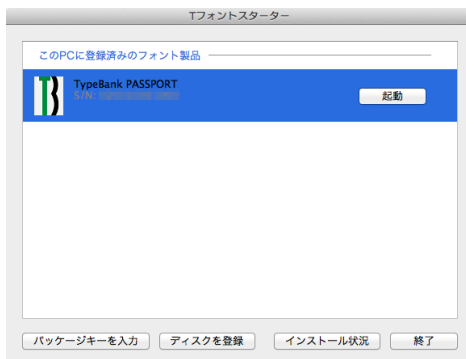 Tフォントスターター
このPCに登録済みのフォント製品
TypeBank PASSPORT
S/N:
起動
パッケージキーを入力
ディスクを登録
インストール状況
終了